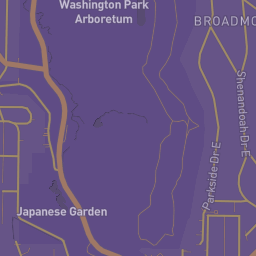 Washington Park
Arboretum
BROADMO
Shenandoah Dr E
Parkside Dr E
Japanese Garden